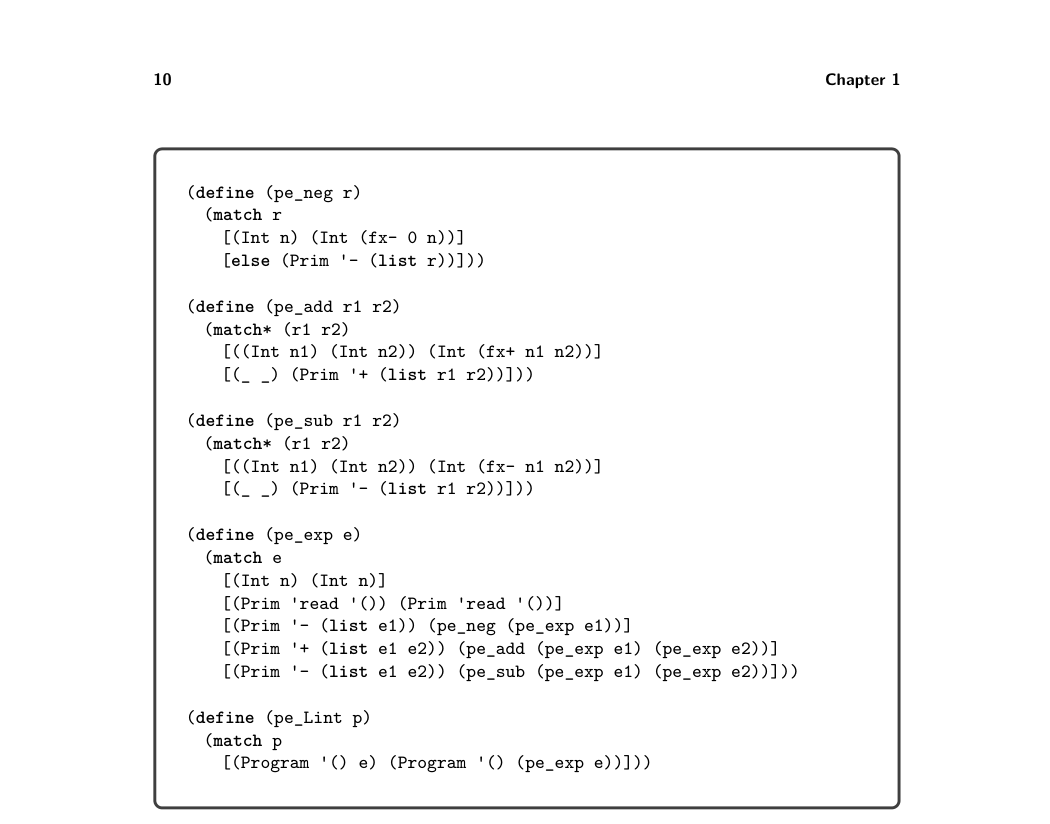 10 Chapter 1
(define (pe_neg r)
(match r
[(Int n) (Int (fx- 0 n))]
[else (Prim '- (list r))]))
(define (pe_add r1 r2)
(match* (r1 r2)
[((Int n1) (Int n2)) (Int (fx+ n1 n2))]
[(_ _) (Prim '+ (list r1 r2))]))
(define (pe_sub r1 r2)
(match* (r1 r2)
[((Int n1) (Int n2)) (Int (fx- n1 n2))]
[(_ _) (Prim '- (list r1 r2))]))
(define (pe_exp e)
(match e
[(Int n) (Int n)]
[(Prim 'read '()) (Prim 'read '())]
[(Prim '- (list e1)) (pe_neg (pe_exp e1))]
[(Prim '+ (list e1 e2)) (pe_add (pe_exp e1) (pe_exp e2))]
[(Prim '- (list e1 e2)) (pe_sub (pe_exp e1) (pe_exp e2))]))
(define (pe_Lint p)
(match p
[(Program '() e) (Program '() (pe_exp e))]))